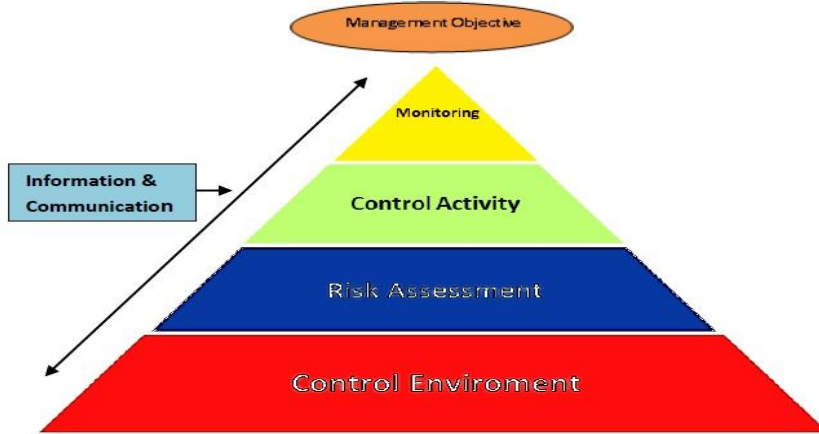 Management Objective
Monitoring
Information &
Communication
Control Activity
Risk Assessment
Control Enviroment